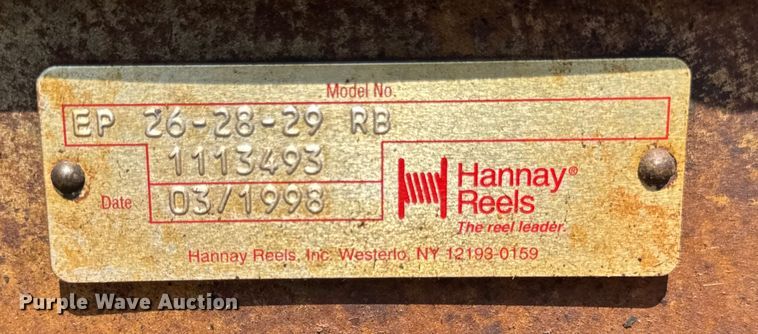 Model No.
EP 26-28-29 RB
1113493
Date 03/1998
Hannay®
Reels
The reel leader.
Hannay Reels, Inc. Westerlo, NY 12193-0159
Purple Wave Auction